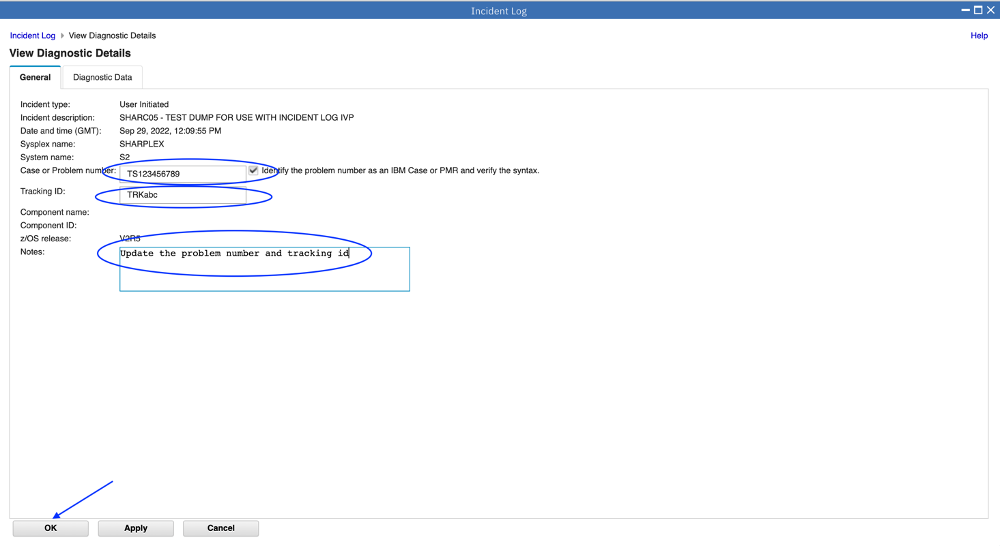 Incident Log
Incident Log View Diagnostic Details Help
View Diagnostic Details
General Diagnostic Data
Incident type: User Initiated
Incident description: SHARC05 - TEST DUMP FOR USE WITH INCIDENT LOG IVP
Date and time (GMT): Sep 29, 2022, 12:09:55 PM
Sysplex name: SHARPLEX
System name: S2
Case or Problem number: TS123456789 Identify the problem number as an IBM Case or PMR and verify the syntax.
Tracking ID: TRKabc
Component name:
Component ID:
z/OS release: V2R5
Notes: Update the problem number and tracking id
OK Apply Cancel